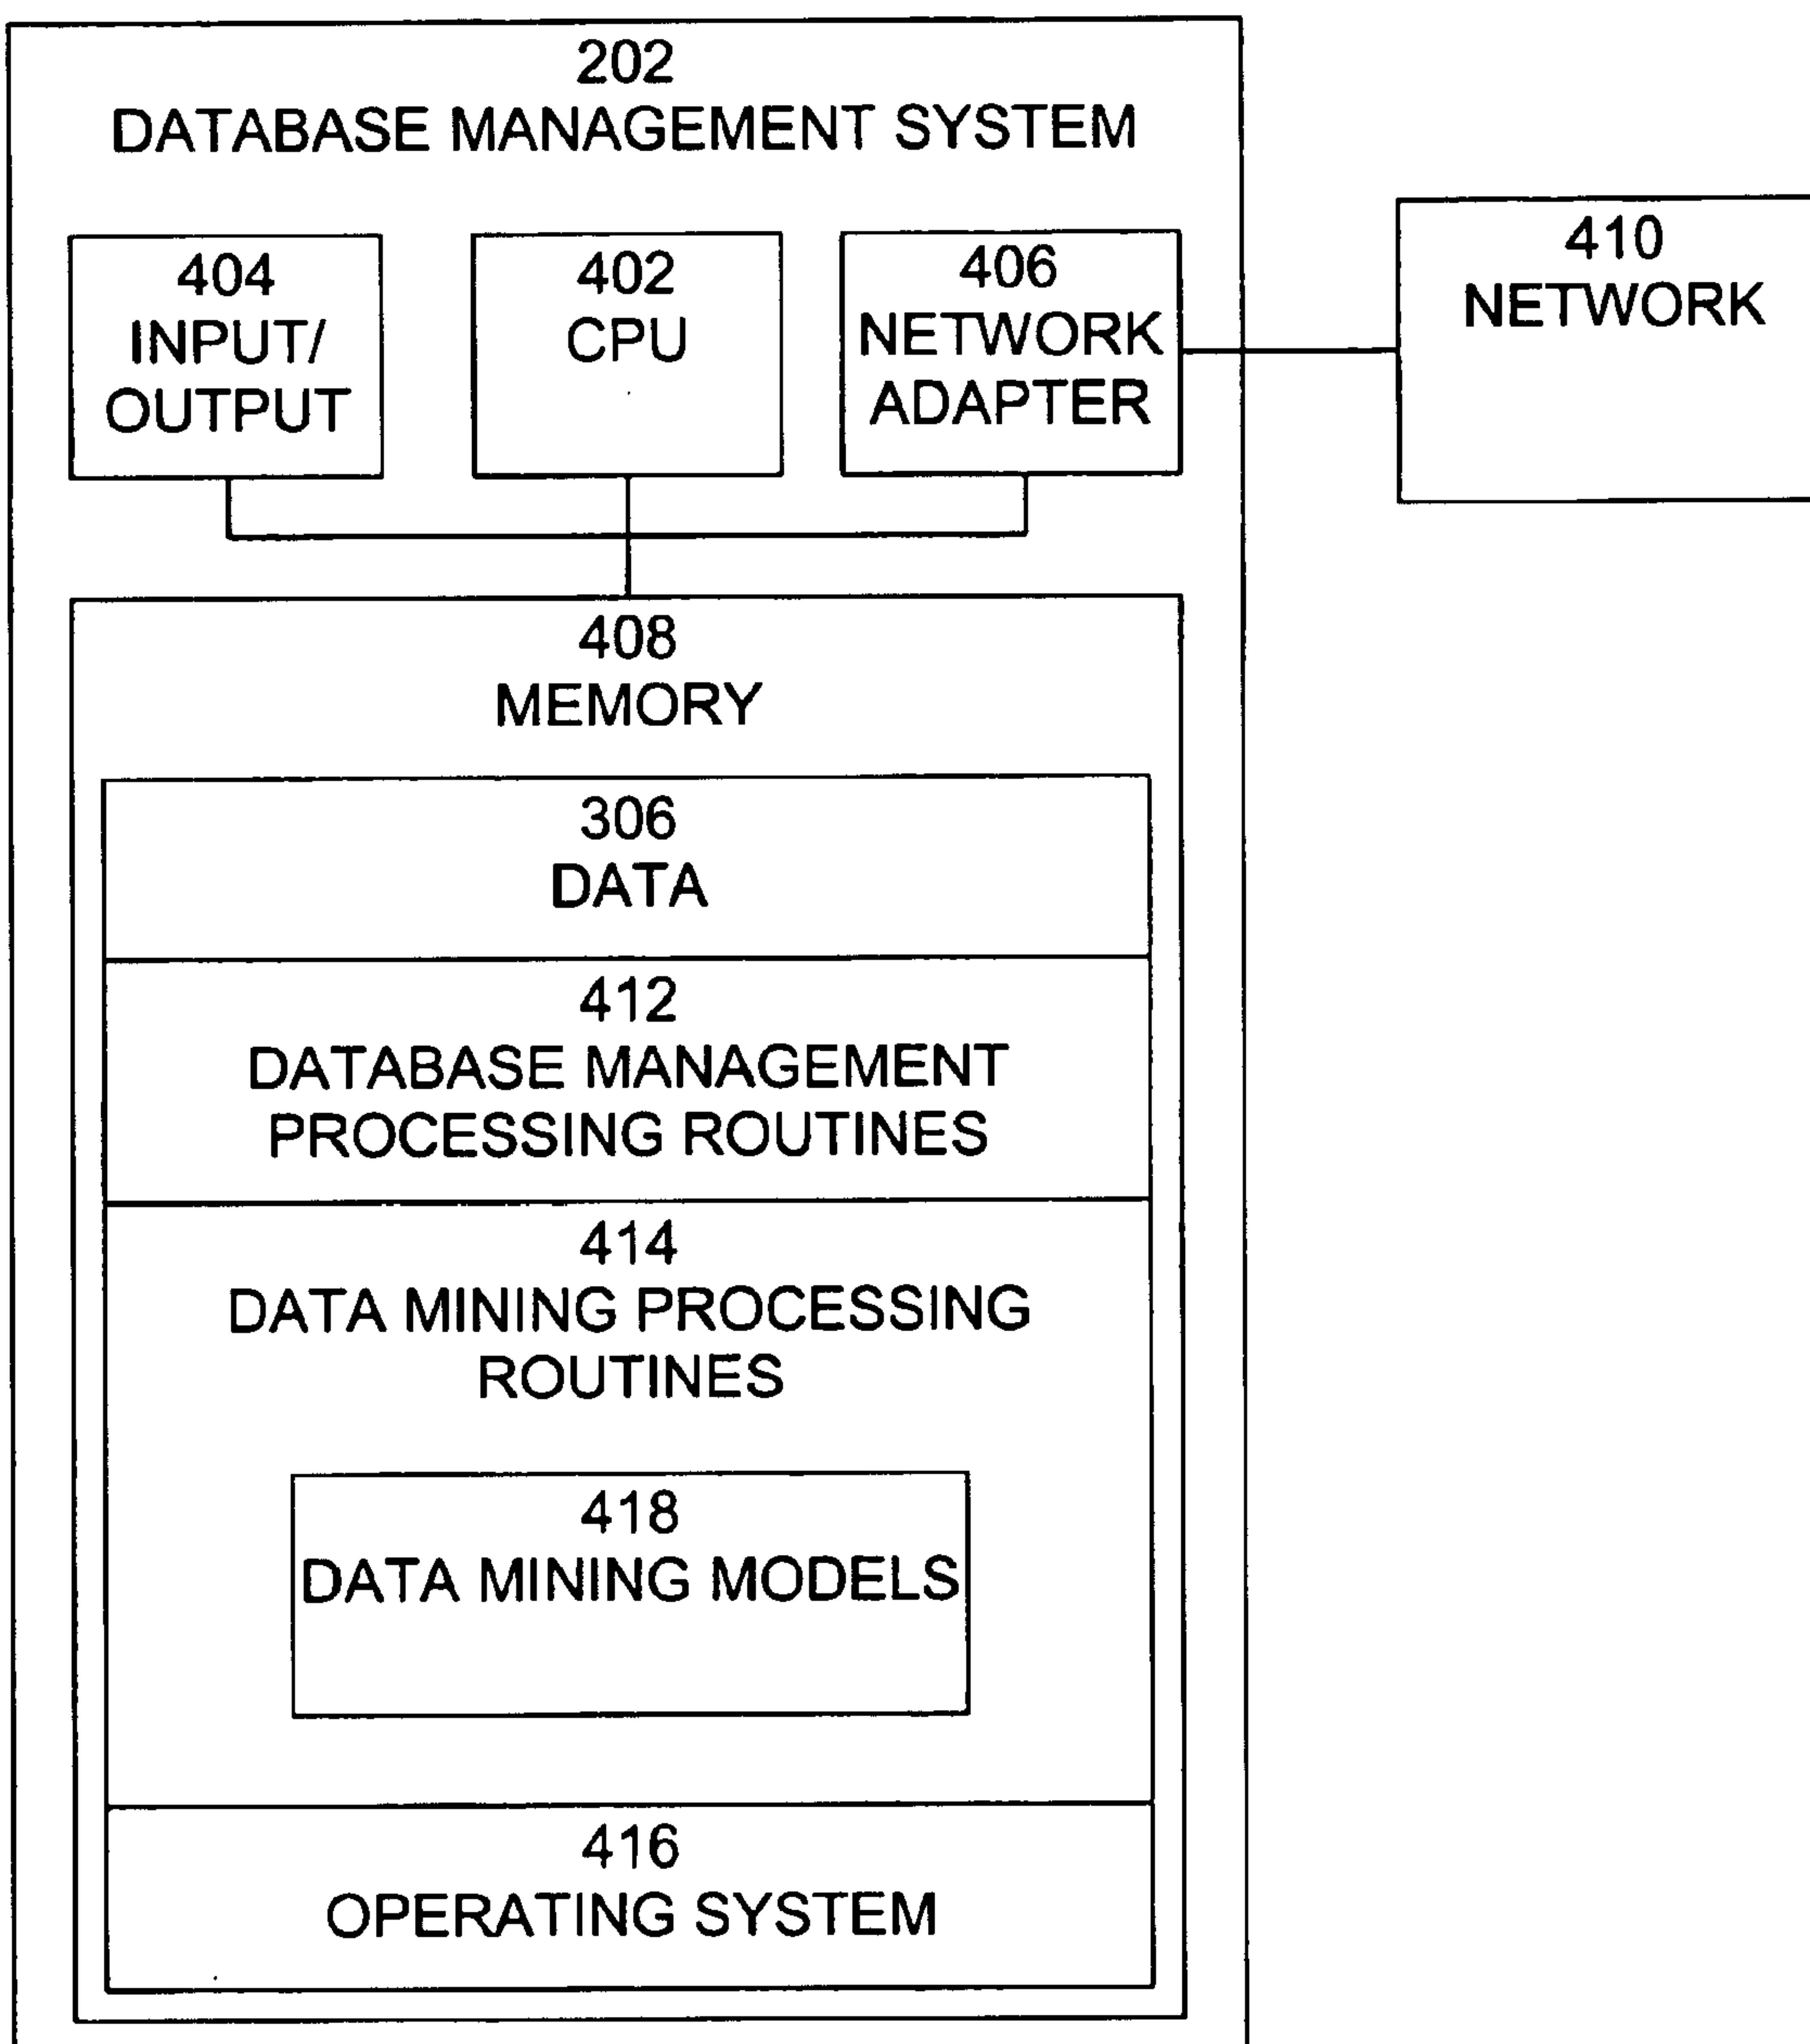 202
DATABASE MANAGEMENT SYSTEM
404
INPUT/
OUTPUT
402
CPU
406
NETWORK
ADAPTER
410
NETWORK
408
MEMORY
306
DATA
412
DATABASE MANAGEMENT
PROCESSING ROUTINES
414
DATA MINING PROCESSING
ROUTINES
418
DATA MINING MODELS
416
OPERATING SYSTEM